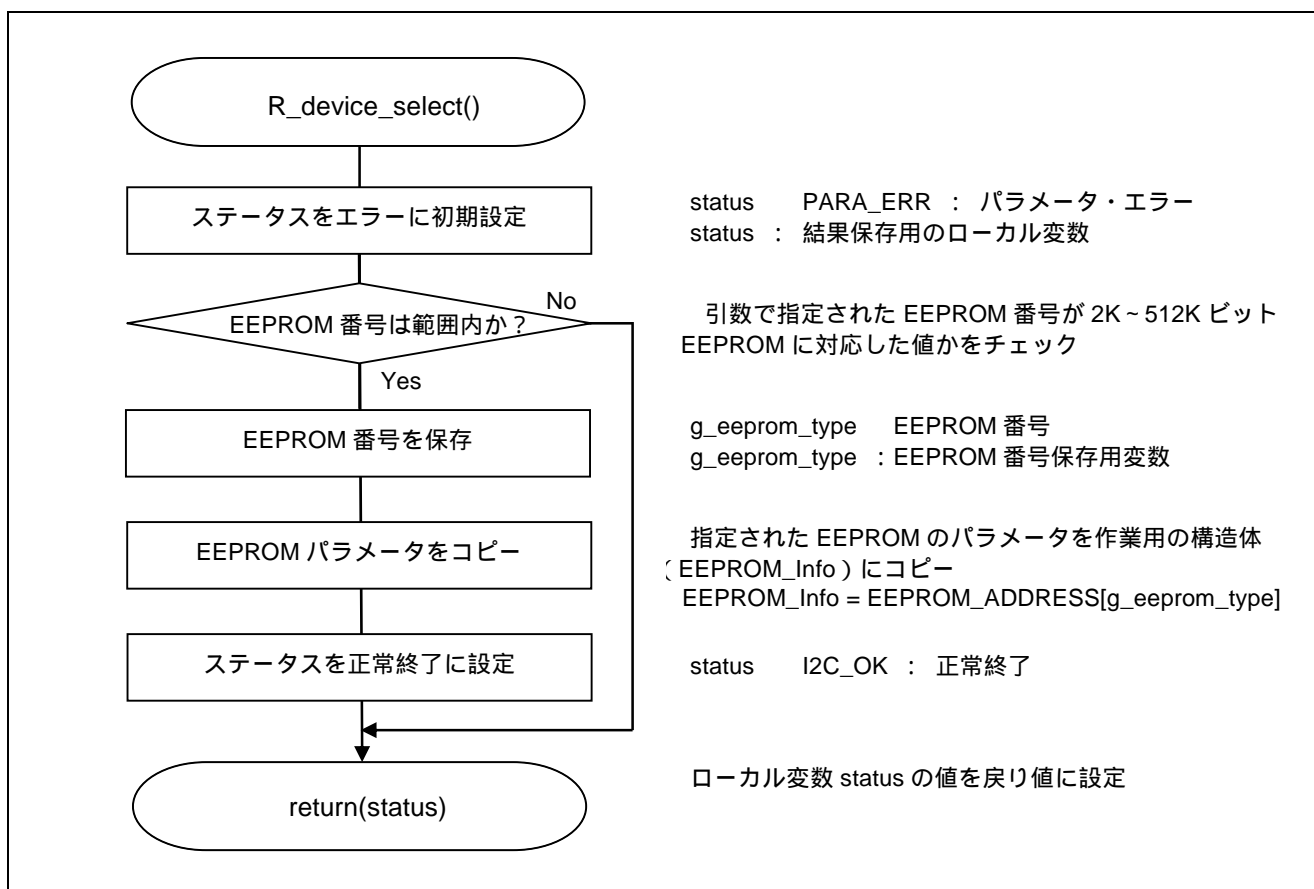 R_device_select()
ステータスをエラーに初期設定
status PARA_ERR : パラメータ・エラー
status : 結果保存用のローカル変数
EEPROM 番号は範囲内か?
No
Yes
引数で指定された EEPROM 番号が 2K~512K ビット
EEPROM に対応した値かをチェック
EEPROM 番号を保存
g_eeprom_type EEPROM 番号
g_eeprom_type :EEPROM 番号保存用変数
EEPROM パラメータをコピー
指定された EEPROM のパラメータを作業用の構造体
(EEPROM_Info)にコピー
EEPROM_Info = EEPROM_ADDRESS[g_eeprom_type]
ステータスを正常終了に設定
status I2C_OK : 正常終了
return(status)
ローカル変数 status の値を戻り値に設定